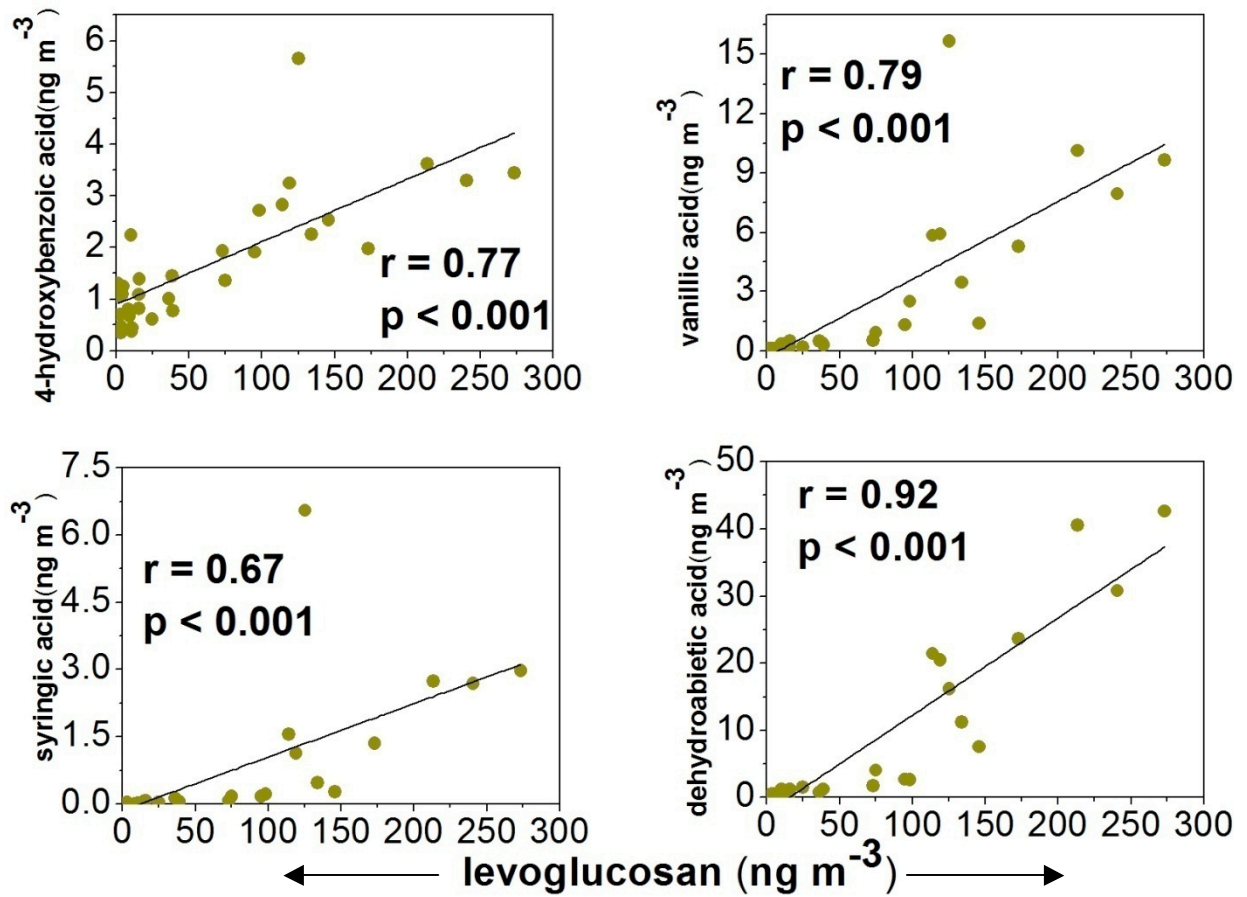 4-hydroxybenzoic acid(ng m-3)
6
5
4
3
2
1
0
r = 0.77
p < 0.001
0 50 100 150 200 250 300
vanillic acid(ng m-3)
15
12
9
6
3
0
r = 0.79
p < 0.001
0 50 100 150 200 250 300
syringic acid(ng m-3)
7.5
6.0
4.5
3.0
1.5
0.0
r = 0.67
p < 0.001
0 50 100 150 200 250 300
dehydroabietic acid(ng m-3)
50
40
30
20
10
0
r = 0.92
p < 0.001
0 50 100 150 200 250 300
levoglucosan (ng m-3)